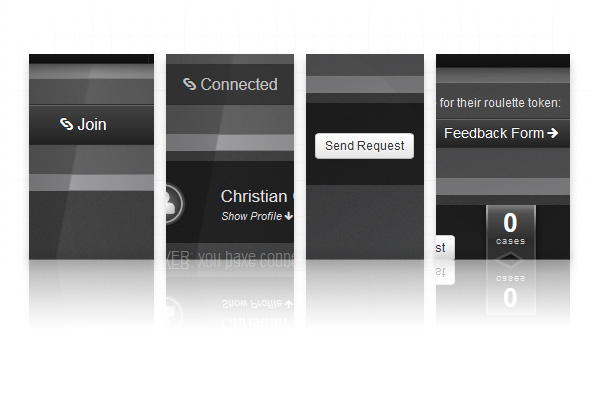 Join
Connected
Christian
Show Profile
Send Request
for their roulette token:
Feedback Form
0
cases
st